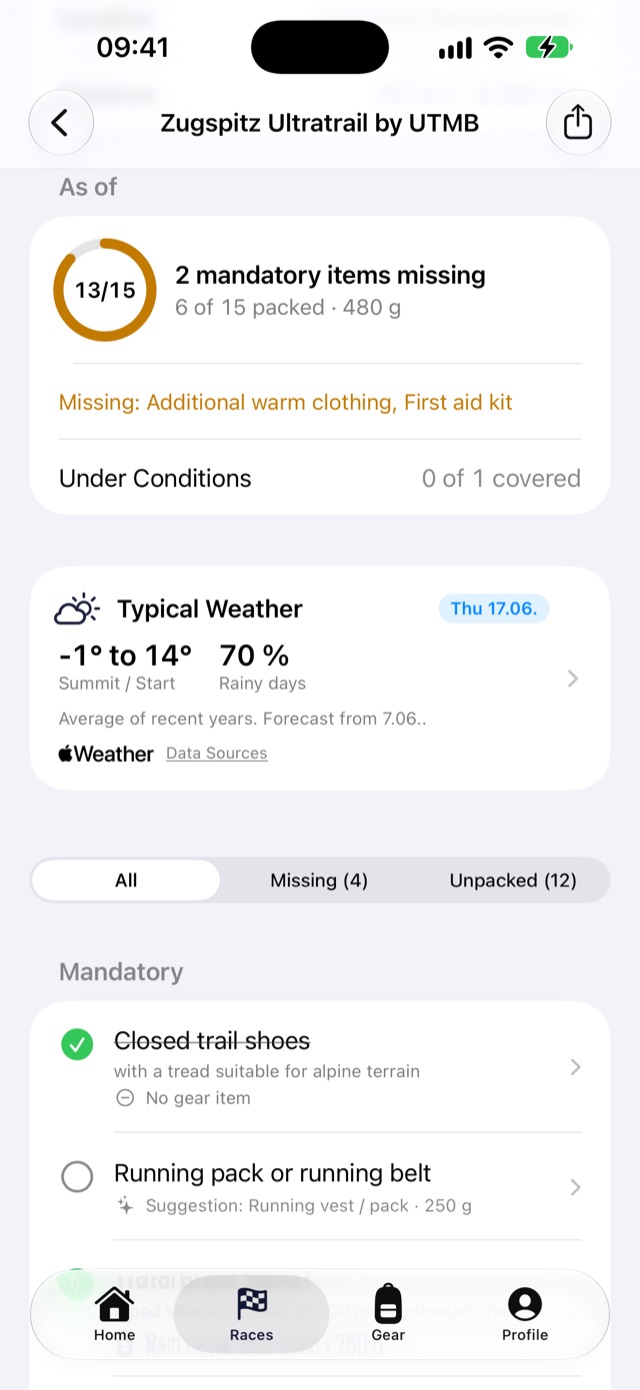 09:41
Zugspitz Ultratrail by UTMB
As of
13/15
2 mandatory items missing
6 of 15 packed · 480 g
Missing: Additional warm clothing, First aid kit
Under Conditions
0 of 1 covered
Typical Weather
Thu 17.06.
-1° to 14°
70 %
Summit / Start
Rainy days
Average of recent years. Forecast from 7.06..
Weather
Data Sources
All
Missing (4)
Unpacked (12)
Mandatory
Closed trail shoes
with a tread suitable for alpine terrain
No gear item
Running pack or running belt
Suggestion: Running vest / pack · 250 g
Home
Races
Gear
Profile